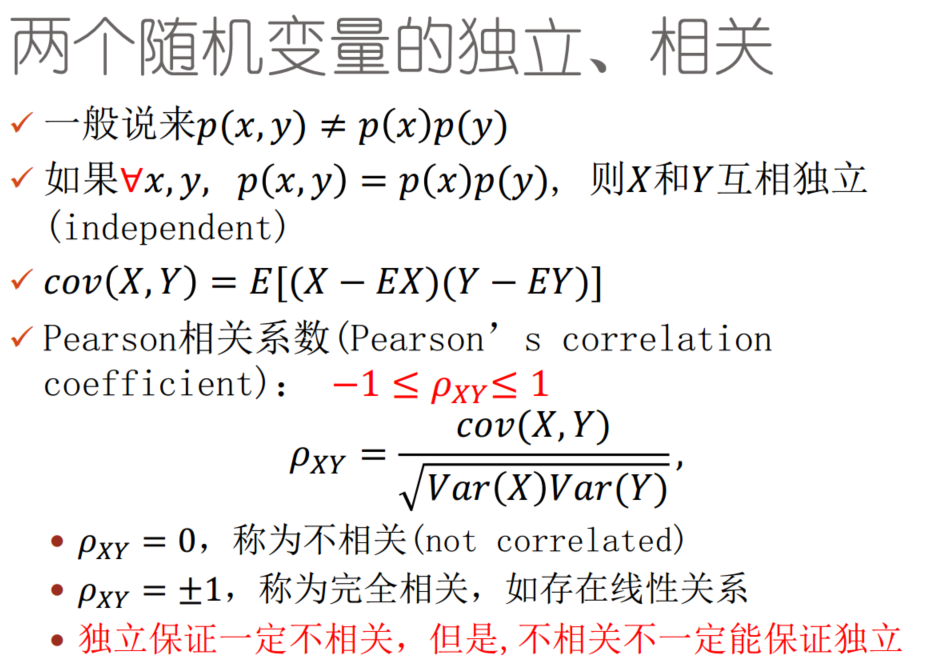 两个随机变量的独立、相关
✓ 一般说来p(x, y) ≠ p(x)p(y)
✓ 如果∀x, y, p(x, y) = p(x)p(y), 则X和Y互相独立
(independent)
✓ cov(X, Y) = E[(X − EX)(Y − EY)]
✓ Pearson相关系数(Pearson’s correlation
coefficient): −1 ≤ ρ_XY ≤ 1
ρ_XY = cov(X, Y) / √(Var(X)Var(Y)),
• ρ_XY = 0, 称为不相关(not correlated)
• ρ_XY = ±1, 称为完全相关, 如存在线性关系
• 独立保证一定不相关, 但是, 不相关不一定能保证独立